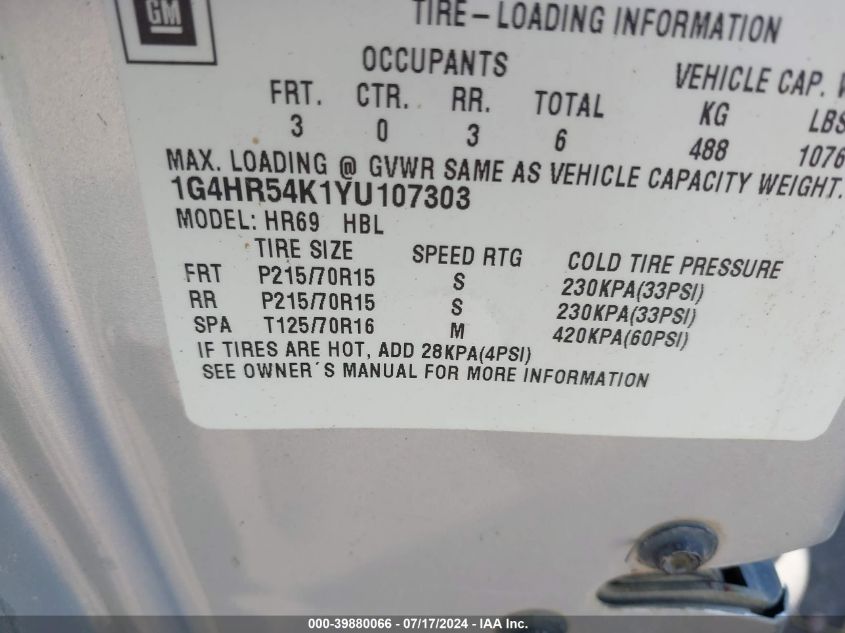 GM
TIRE-LOADING INFORMATION
OCCUPANTS VEHICLE CAP.
FRT. CTR. RR. TOTAL KG LBS
3 0 3 6 488 1076
MAX. LOADING @ GVWR SAME AS VEHICLE CAPACITY WEIGHT.
1G4HR54K1YU107303
MODEL: HR69 HBL
TIRE SIZE SPEED RTG COLD TIRE PRESSURE
FRT P215/70R15 S 230KPA(33PSI)
RR P215/70R15 S 230KPA(33PSI)
SPA T125/70R16 M 420KPA(60PSI)
IF TIRES ARE HOT, ADD 28KPA(4PSI)
SEE OWNER´S MANUAL FOR MORE INFORMATION
000-39880066 - 07/17/2024 - IAA Inc.